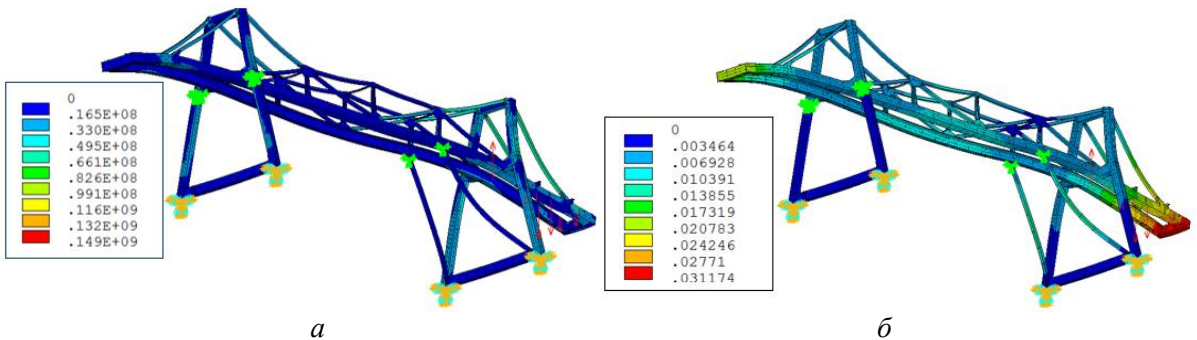 0
.165E+08
.330E+08
.495E+08
.661E+08
.826E+08
.991E+08
.116E+09
.132E+09
.149E+09
0
.003464
.006928
.010391
.013855
.017319
.020783
.024246
.02771
.031174
а
б